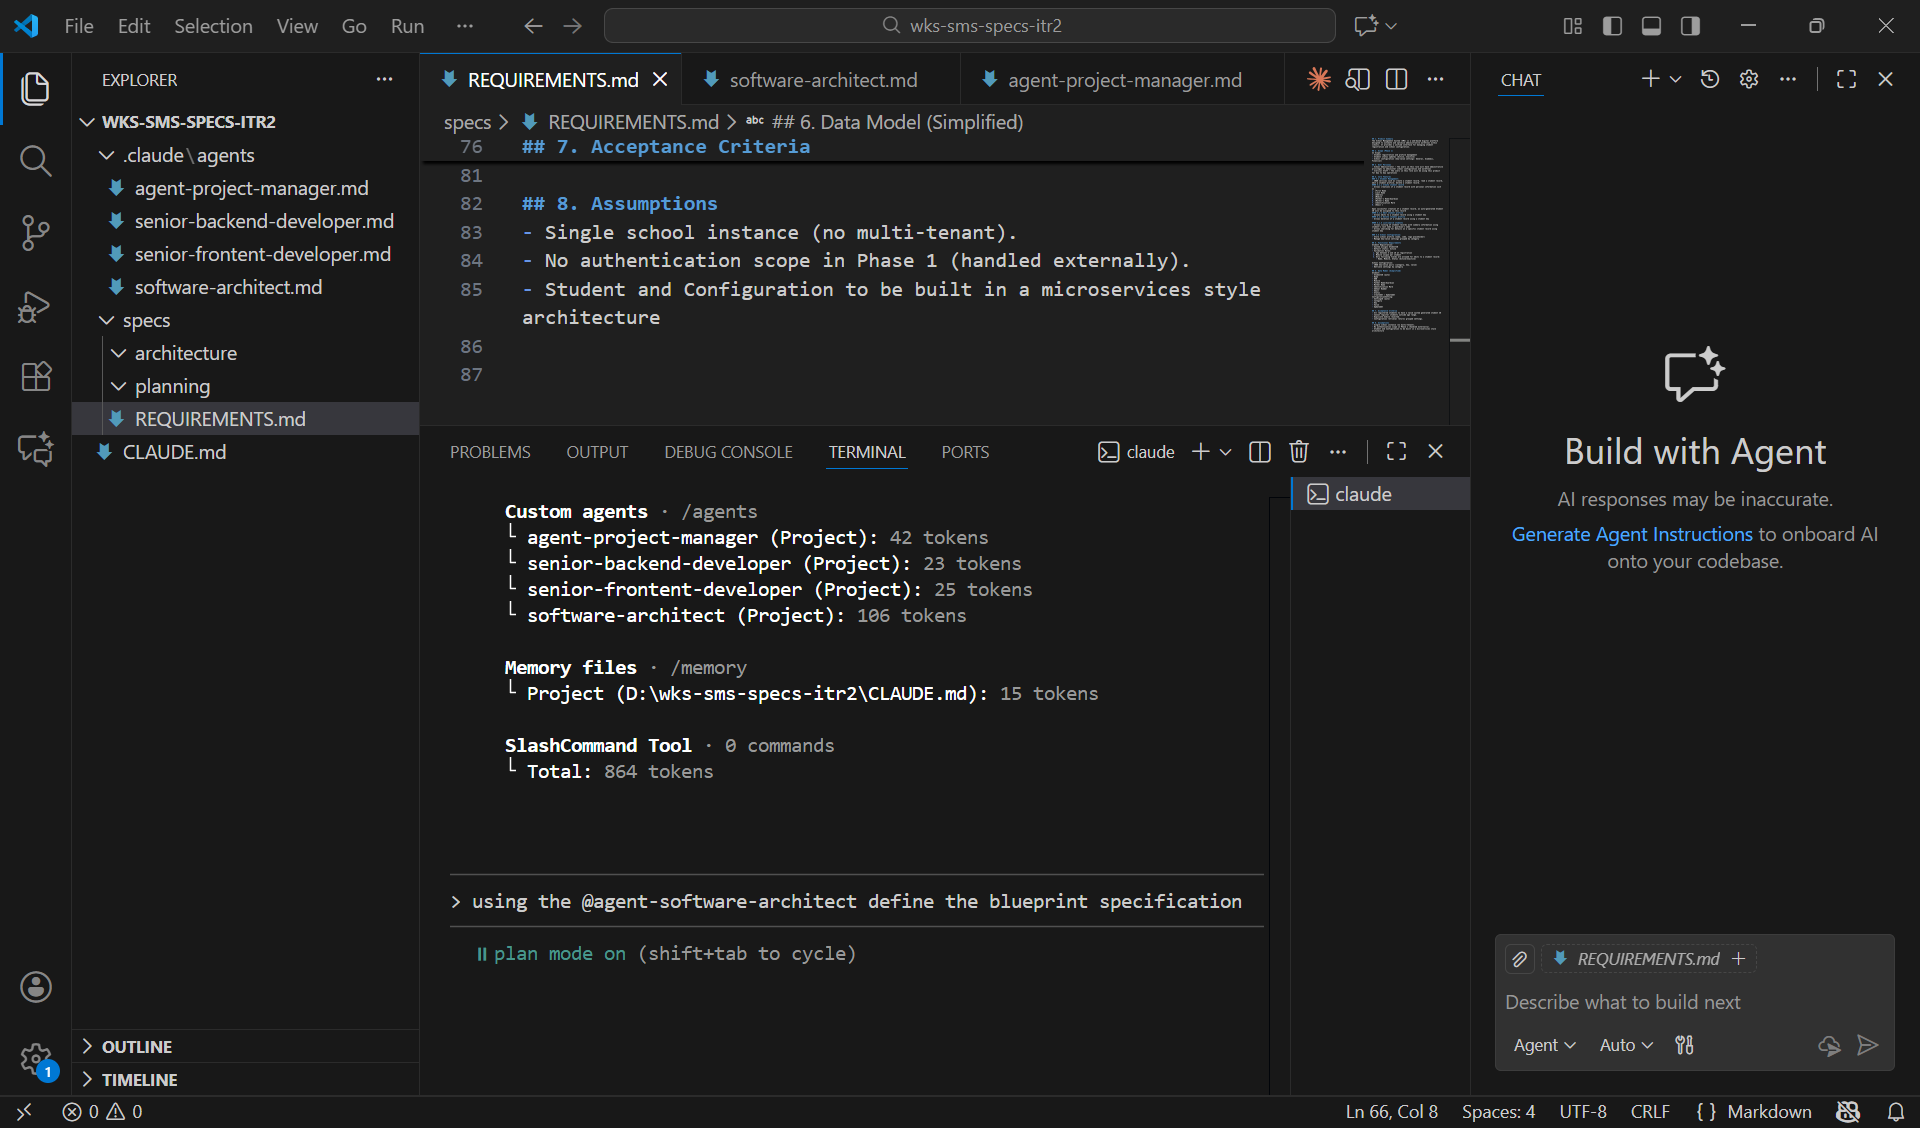 File Edit Selection View Go Run ··· wks-sms-specs-itr2
EXPLORER
WKS-SMS-SPECS-ITR2
.claude\agents
agent-project-manager.md
senior-backend-developer.md
senior-frontent-developer.md
software-architect.md
specs
architecture
planning
REQUIREMENTS.md
CLAUDE.md
OUTLINE
TIMELINE
REQUIREMENTS.md software-architect.md agent-project-manager.md
specs > REQUIREMENTS.md > abc ## 6. Data Model (Simplified)
76 ## 7. Acceptance Criteria
81
82 ## 8. Assumptions
83 - Single school instance (no multi-tenant).
84 - No authentication scope in Phase 1 (handled externally).
85 - Student and Configuration to be built in a microservices style
architecture
86
87
PROBLEMS OUTPUT DEBUG CONSOLE TERMINAL PORTS claude
claude
Custom agents · /agents
└ agent-project-manager (Project): 42 tokens
└ senior-backend-developer (Project): 23 tokens
└ senior-frontent-developer (Project): 25 tokens
└ software-architect (Project): 106 tokens
Memory files · /memory
└ Project (D:\wks-sms-specs-itr2\CLAUDE.md): 15 tokens
SlashCommand Tool · 0 commands
└ Total: 864 tokens
> using the @agent-software-architect define the blueprint specification
plan mode on (shift+tab to cycle)
CHAT
Build with Agent
AI responses may be inaccurate.
Generate Agent Instructions to onboard AI
onto your codebase.
REQUIREMENTS.md +
Describe what to build next
Agent Auto
1
0 0 Ln 66, Col 8 Spaces: 4 UTF-8 CRLF { } Markdown